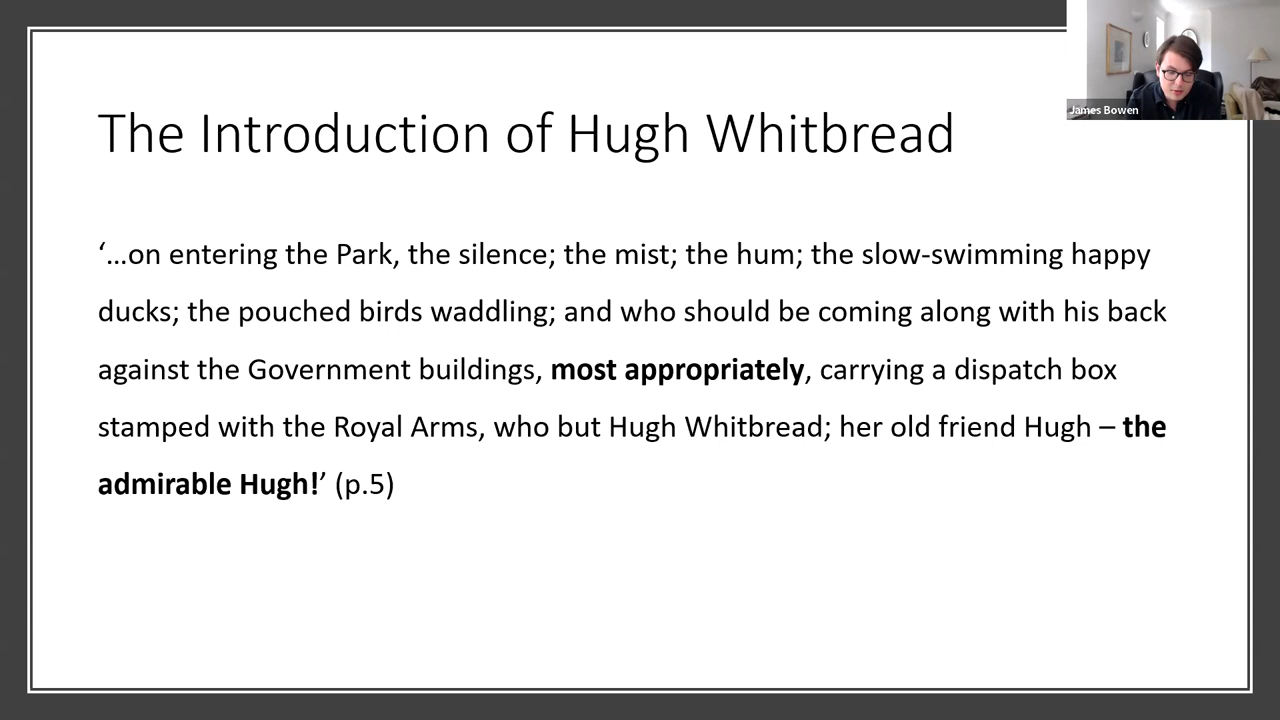 The Introduction of Hugh Whitbread
James Bowen
‘…on entering the Park, the silence; the mist; the hum; the slow-swimming happy
ducks; the pouched birds waddling; and who should be coming along with his back
against the Government buildings, most appropriately, carrying a dispatch box
stamped with the Royal Arms, who but Hugh Whitbread; her old friend Hugh – the
admirable Hugh!’ (p.5)